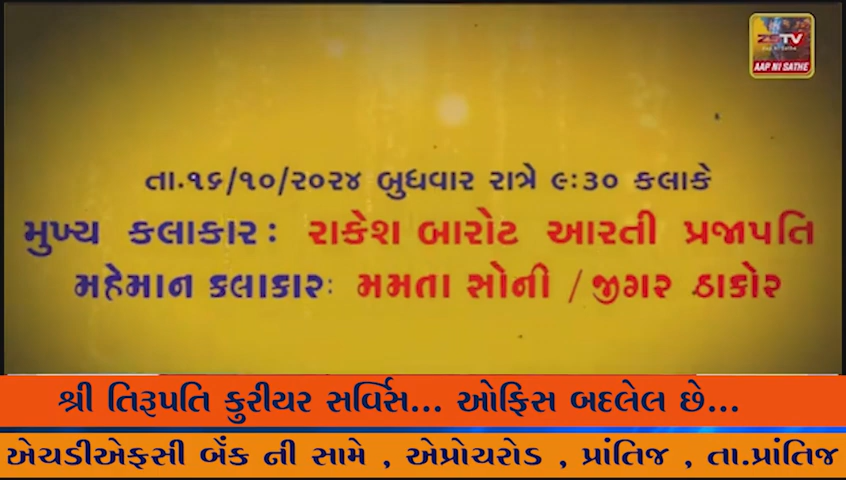 ZEBTV
AAP NI SATHE
તા.૧૬/૧૦/૨૦૨૪ બુધવાર રાત્રે ૯:૩૦ કલાકે
મુખ્ય કલાકાર: રાકેશ બારોટ આરતી પ્રજાપતિ
મહેમાન કલાકાર: મમતા સોની / જીગર ઠાકોર
શ્રી તિરૂપતિ કુરીયર સર્વિસ... ઓફિસ બદલેલ છે...
એચડીએફસી બેંક ની સામે , એપ્રોચરોડ , પ્રાંતિજ , તા.પ્રાંતિજ